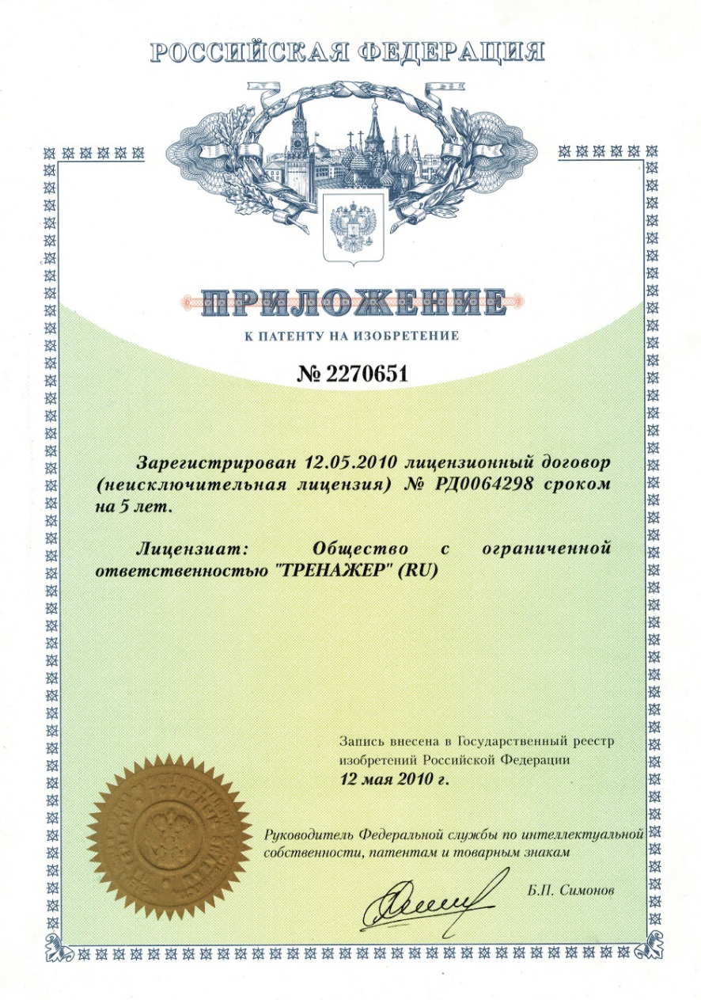 РОССИЙСКАЯ ФЕДЕРАЦИЯ
ПРИЛОЖЕНИЕ
К ПАТЕНТУ НА ИЗОБРЕТЕНИЕ
№ 2270651
Зарегистрирован 12.05.2010 лицензионный договор
(неисключительная лицензия) № РД0064298 сроком
на 5 лет.
Лицензиат: Общество с ограниченной
ответственностью "ТРЕНАЖЕР" (RU)
Запись внесена в Государственный реестр
изобретений Российской Федерации
12 мая 2010 г.
Руководитель Федеральной службы по интеллектуальной
собственности, патентам и товарным знакам
Б.П. Симонов